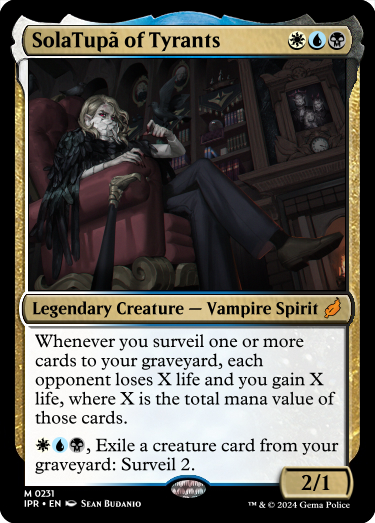 SolaTupã of Tyrants
Legendary Creature — Vampire Spirit
Whenever you surveil one or more
cards to your graveyard, each
opponent loses X life and you gain X
life, where X is the total mana value of
those cards.
, Exile a creature card from your
graveyard: Surveil 2.
2/1
M 0231
IPR • EN Sean Budanio
™ & © 2024 Gema Police